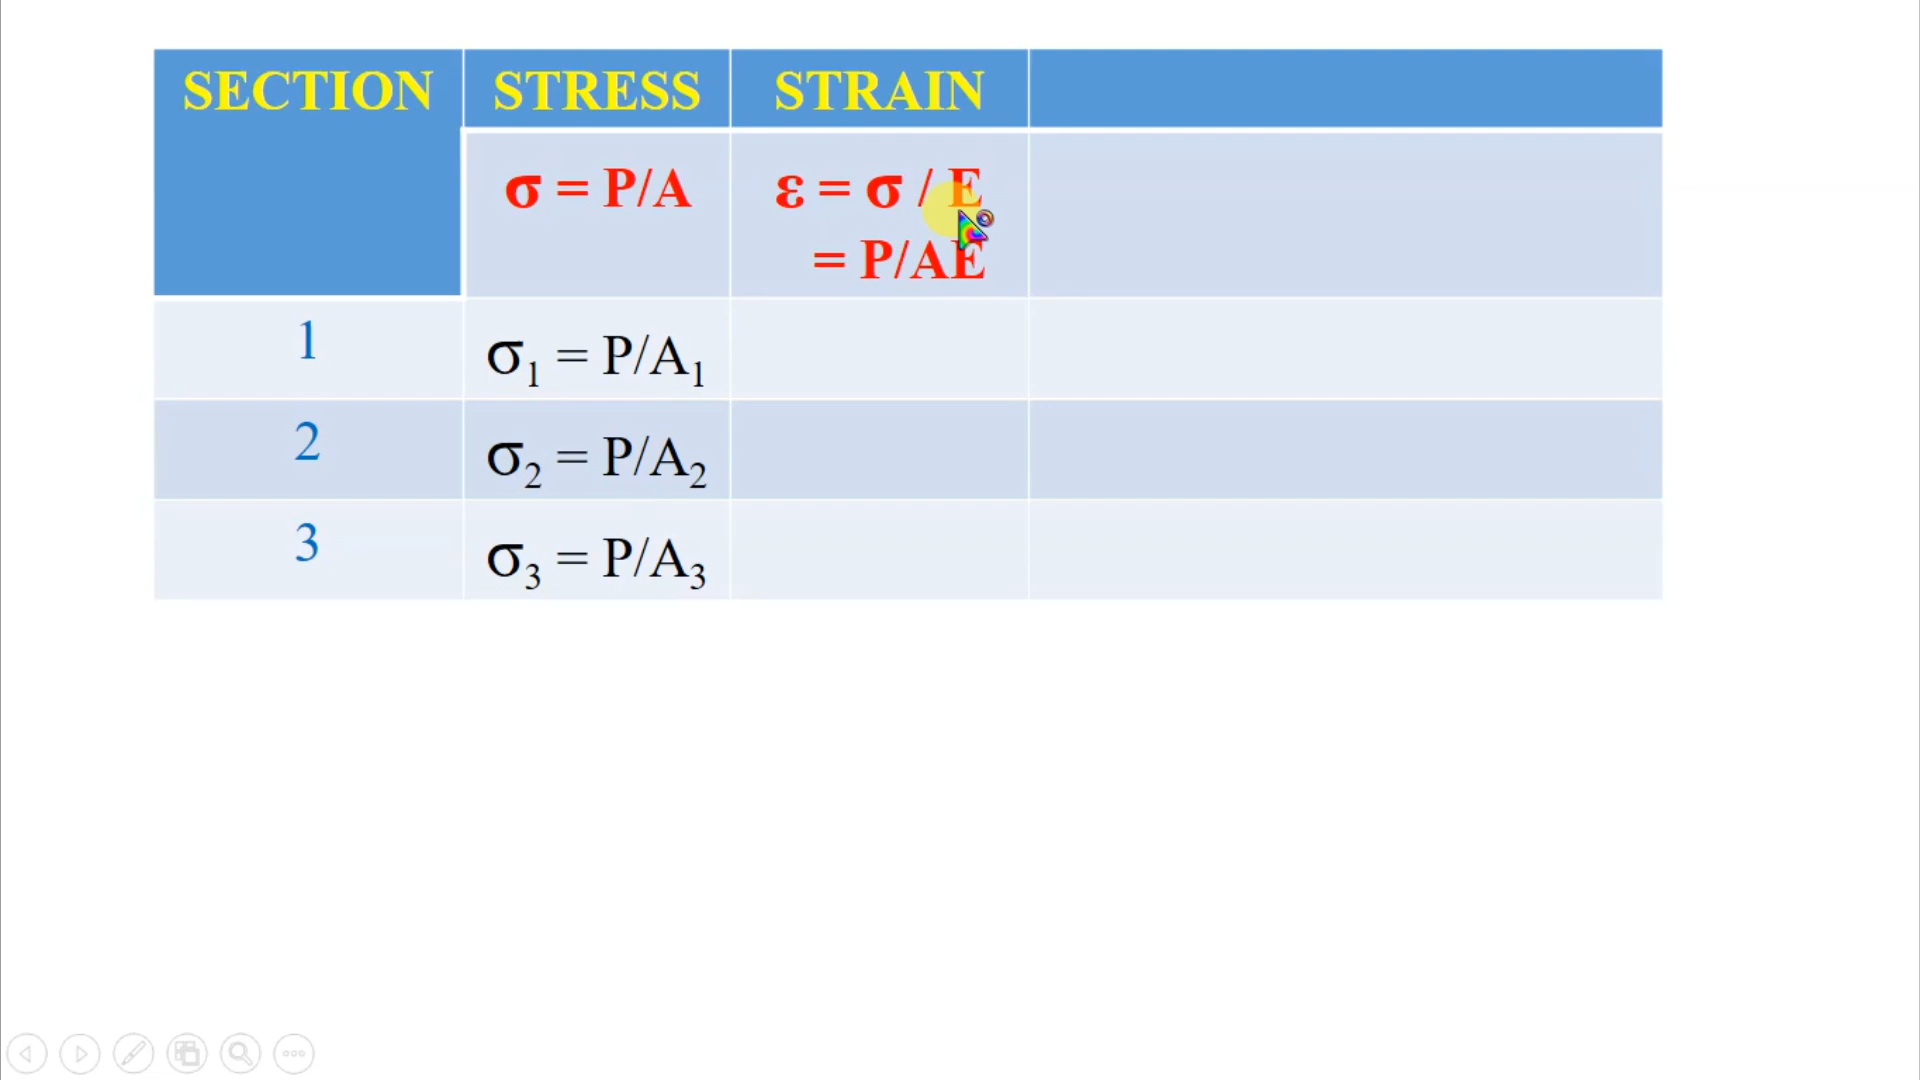 SECTION STRESS STRAIN
σ = P/A ε = σ / E
= P/AE
1 σ₁ = P/A₁
2 σ₂ = P/A₂
3 σ₃ = P/A₃